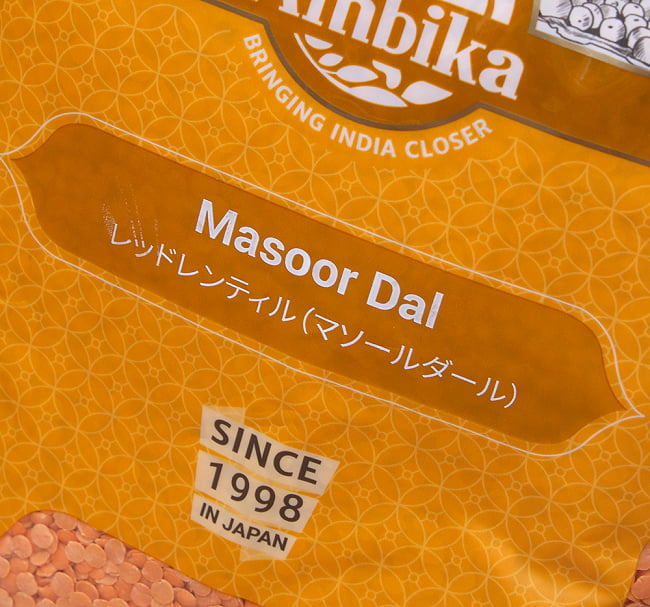 Ambika
BRINGING INDIA CLOSER
Masoor Dal
レッドレンティル(マソールダール)
SINCE
1998
IN JAPAN